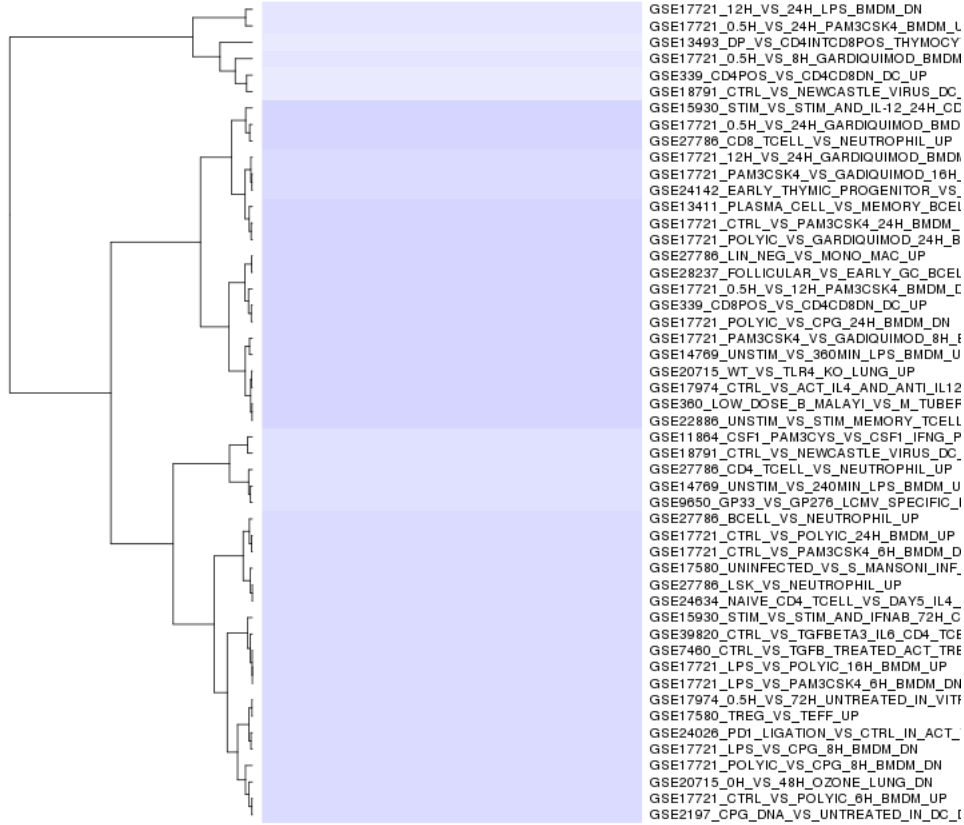 GSE17721_12H_VS_24H_LPS_BMDM_DN
GSE17721_0.5H_VS_24H_PAM3CSK4_BMDM_U
GSE13493_DP_VS_CD4INTCD8POS_THYMOCY
GSE17721_0.5H_VS_8H_GARDIQUIMOD_BMDM
GSE339_CD4POS_VS_CD4CD8DN_DC_UP
GSE18791_CTRL_VS_NEWCASTLE_VIRUS_DC_
GSE15930_STIM_VS_STIM_AND_IL-12_24H_CD
GSE17721_0.5H_VS_24H_GARDIQUIMOD_BMD
GSE27786_CD8_TCELL_VS_NEUTROPHIL_UP
GSE17721_12H_VS_24H_GARDIQUIMOD_BMDM
GSE17721_PAM3CSK4_VS_GADIQUIMOD_16H_
GSE24142_EARLY_THYMIC_PROGENITOR_VS_
GSE13411_PLASMA_CELL_VS_MEMORY_BCEL
GSE17721_CTRL_VS_PAM3CSK4_24H_BMDM_
GSE17721_POLYIC_VS_GARDIQUIMOD_24H_B
GSE27786_LIN_NEG_VS_MONO_MAC_UP
GSE28237_FOLLICULAR_VS_EARLY_GC_BCEL
GSE17721_0.5H_VS_12H_PAM3CSK4_BMDM_D
GSE339_CD8POS_VS_CD4CD8DN_DC_UP
GSE17721_POLYIC_VS_CPG_24H_BMDM_DN
GSE17721_PAM3CSK4_VS_GADIQUIMOD_8H_B
GSE14769_UNSTIM_VS_360MIN_LPS_BMDM_U
GSE20715_WT_VS_TLR4_KO_LUNG_UP
GSE17974_CTRL_VS_ACT_IL4_AND_ANTI_IL12
GSE360_LOW_DOSE_B_MALAYI_VS_M_TUBER
GSE22886_UNSTIM_VS_STIM_MEMORY_TCELL
GSE11864_CSF1_PAM3CYS_VS_CSF1_IFNG_P
GSE18791_CTRL_VS_NEWCASTLE_VIRUS_DC_
GSE27786_CD4_TCELL_VS_NEUTROPHIL_UP
GSE14769_UNSTIM_VS_240MIN_LPS_BMDM_U
GSE9650_GP33_VS_GP276_LCMV_SPECIFIC_
GSE27786_BCELL_VS_NEUTROPHIL_UP
GSE17721_CTRL_VS_POLYIC_24H_BMDM_UP
GSE17721_CTRL_VS_PAM3CSK4_6H_BMDM_D
GSE17580_UNINFECTED_VS_S_MANSONI_INF_
GSE27786_LSK_VS_NEUTROPHIL_UP
GSE24634_NAIVE_CD4_TCELL_VS_DAY5_IL4_
GSE15930_STIM_VS_STIM_AND_IFNAB_72H_C
GSE39820_CTRL_VS_TGFBETA3_IL6_CD4_TCE
GSE7460_CTRL_VS_TGFB_TREATED_ACT_TRE
GSE17721_LPS_VS_POLYIC_16H_BMDM_UP
GSE17721_LPS_VS_PAM3CSK4_6H_BMDM_DN
GSE17974_0.5H_VS_72H_UNTREATED_IN_VITR
GSE17580_TREG_VS_TEFF_UP
GSE24026_PD1_LIGATION_VS_CTRL_IN_ACT_
GSE17721_LPS_VS_CPG_8H_BMDM_DN
GSE17721_POLYIC_VS_CPG_8H_BMDM_DN
GSE20715_0H_VS_48H_OZONE_LUNG_DN
GSE17721_CTRL_VS_POLYIC_6H_BMDM_UP
GSE2197_CPG_DNA_VS_UNTREATED_IN_DC_D